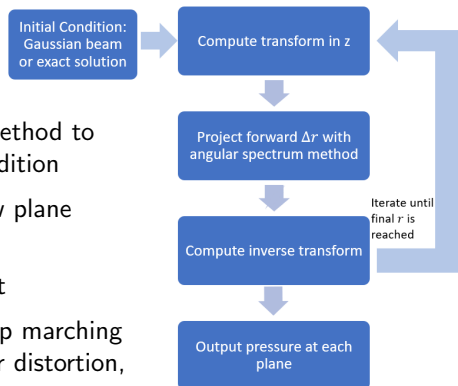 Initial Condition:
Gaussian beam
or exact solution
Compute transform in z
Project forward Δr with
angular spectrum method
Compute inverse transform
Iterate until
final r is
reached
Output pressure at each
plane
ethod to
dition
plane
t
p marching
r distortion,